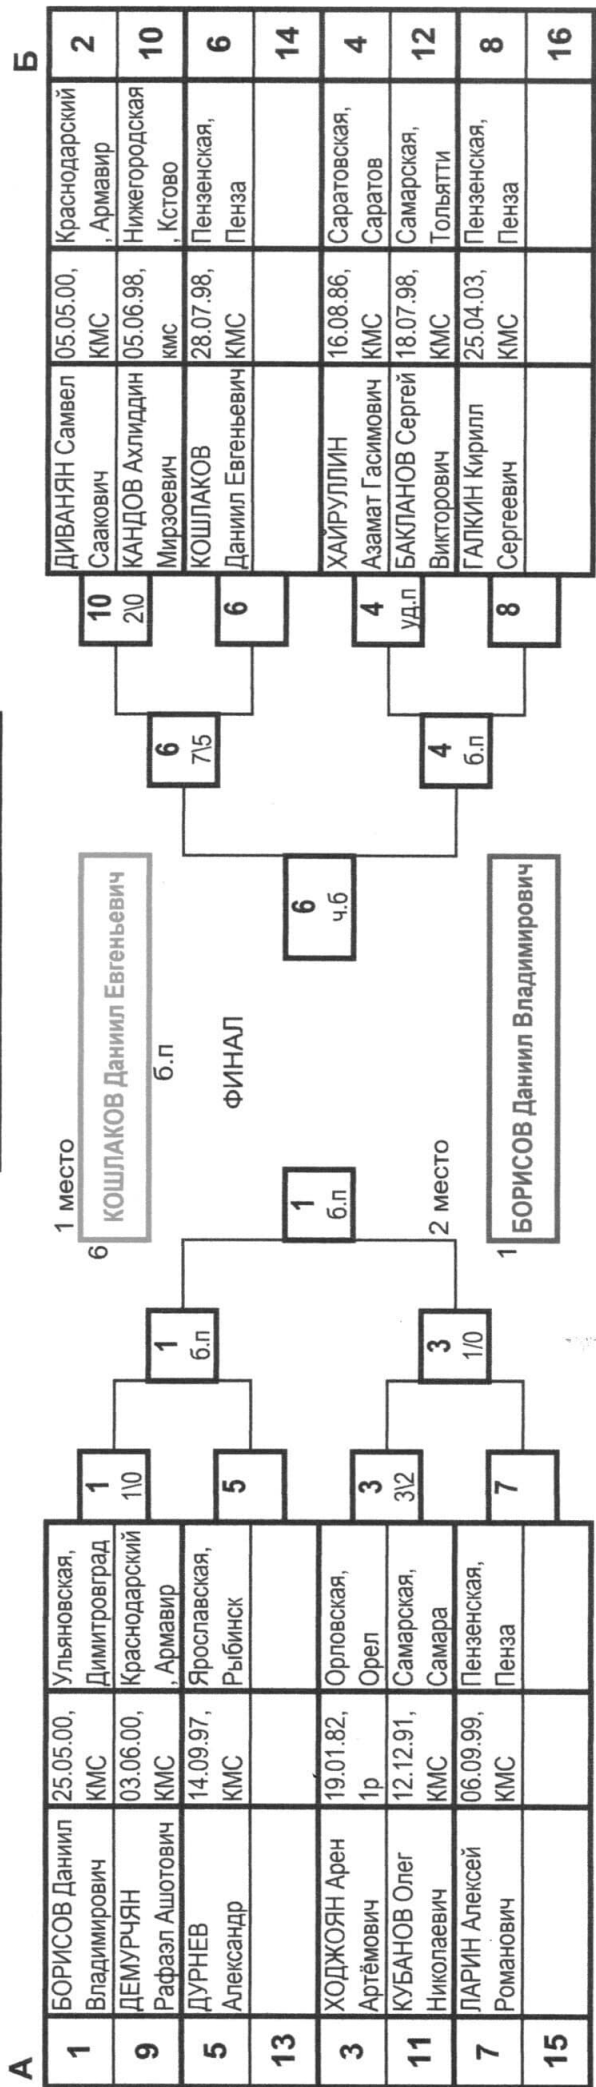 А
1
БОРИСОВ Даниил
Владимирович
25.05.00,
КМС
Ульяновская,
Димитровград
9
ДЕМУРЧЯН
Рафаэл Ашотович
03.06.00,
КМС
Краснодарский
, Армавир
5
ДУРНЕВ
Александр
14.09.97,
КМС
Ярославская,
Рыбинск
13
3
ХОДЖОЯН Арен
Артёмович
19.01.82,
1р
Орловская,
Орел
11
КУБАНОВ Олег
Николаевич
12.12.91,
КМС
Самарская,
Самара
7
ЛАРИН Алексей
Романович
06.09.99,
КМС
Пензенская,
Пенза
15
1
1\0
5
3
3\2
7
1
б.п
3
1/0
1
б.п
1 место
6
КОШЛАКОВ Даниил Евгеньевич
б.п
ФИНАЛ
2 место
1
БОРИСОВ Даниил Владимирович
6
ч.б
6
7\5
4
б.п
10
2\0
6
4
уд.п
8
Б
ДИВАНЯН Самвел
Саакович
05.05.00,
КМС
Краснодарский
, Армавир
2
КАНДОВ Ахлиддин
Мирзоевич
05.06.98,
кмс
Нижегородская
, Кстово
10
КОШЛАКОВ
Даниил Евгеньевич
28.07.98,
КМС
Пензенская,
Пенза
6
14
ХАЙРУЛЛИН
Азамат Гасимович
16.08.86,
КМС
Саратовская,
Саратов
4
БАКЛАНОВ Сергей
Викторович
18.07.98,
КМС
Самарская,
Тольятти
12
ГАЛКИН Кирилл
Сергеевич
25.04.03,
КМС
Пензенская,
Пенза
8
16